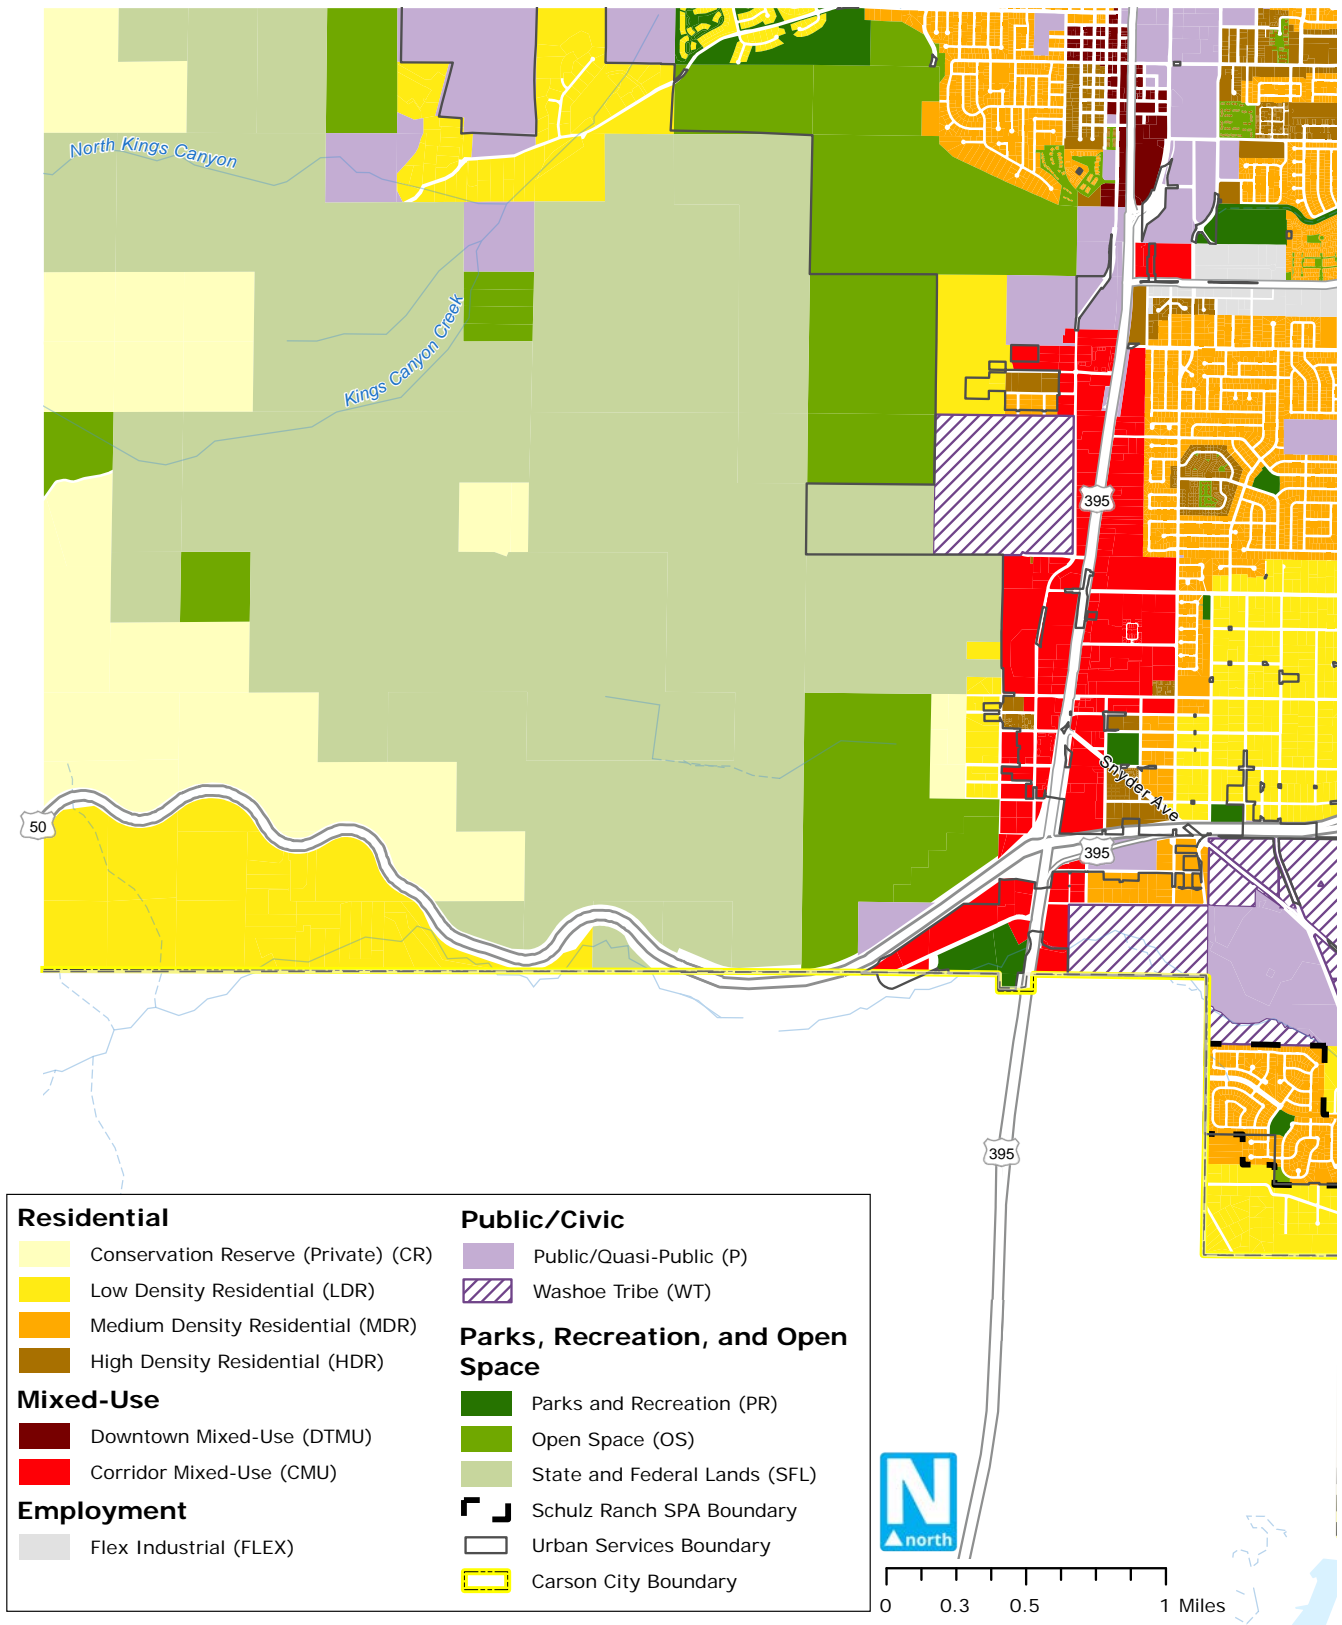 North Kings Canyon
Kings Canyon Creek
395
Snyder Ave
50
395
395
Residential
Conservation Reserve (Private) (CR)
Low Density Residential (LDR)
Medium Density Residential (MDR)
High Density Residential (HDR)
Mixed-Use
Downtown Mixed-Use (DTMU)
Corridor Mixed-Use (CMU)
Employment
Flex Industrial (FLEX)
Public/Civic
Public/Quasi-Public (P)
Washoe Tribe (WT)
Parks, Recreation, and Open
Space
Parks and Recreation (PR)
Open Space (OS)
State and Federal Lands (SFL)
Schulz Ranch SPA Boundary
Urban Services Boundary
Carson City Boundary
N
north
0 0.3 0.5 1 Miles